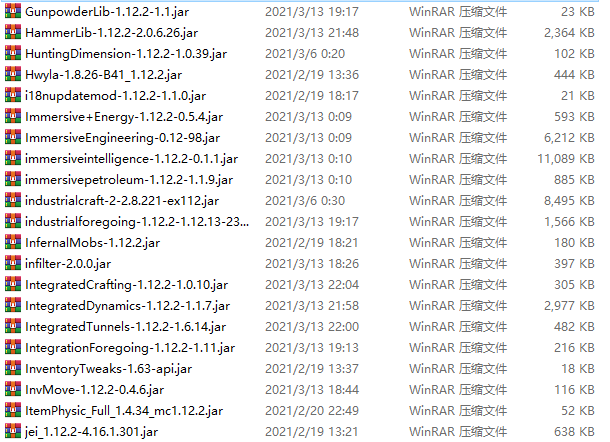 GunpowderLib-1.12.2-1.1.jar 2021/3/13 19:17 WinRAR 压缩文件 23 KB
HammerLib-1.12.2-2.0.6.26.jar 2021/3/13 21:48 WinRAR 压缩文件 2,364 KB
HuntingDimension-1.12.2-1.0.39.jar 2021/3/6 0:20 WinRAR 压缩文件 102 KB
Hwyla-1.8.26-B41_1.12.2.jar 2021/2/19 13:36 WinRAR 压缩文件 444 KB
i18nupdatemod-1.12.2-1.1.0.jar 2021/2/19 18:17 WinRAR 压缩文件 21 KB
Immersive+Energy-1.12.2-0.5.4.jar 2021/3/13 0:09 WinRAR 压缩文件 593 KB
ImmersiveEngineering-0.12-98.jar 2021/3/13 0:09 WinRAR 压缩文件 6,212 KB
immersiveintelligence-1.12.2-0.1.1.jar 2021/3/13 0:10 WinRAR 压缩文件 11,089 KB
immersivepetroleum-1.12.2-1.1.9.jar 2021/3/13 0:10 WinRAR 压缩文件 885 KB
industrialcraft-2-2.8.221-ex112.jar 2021/3/6 0:30 WinRAR 压缩文件 8,495 KB
industrialforegoing-1.12.2-1.12.13-23... 2021/3/13 19:17 WinRAR 压缩文件 1,566 KB
InfernalMobs-1.12.2.jar 2021/2/19 18:21 WinRAR 压缩文件 180 KB
infilter-2.0.0.jar 2021/3/13 18:26 WinRAR 压缩文件 397 KB
IntegratedCrafting-1.12.2-1.0.10.jar 2021/3/13 22:04 WinRAR 压缩文件 305 KB
IntegratedDynamics-1.12.2-1.1.7.jar 2021/3/13 21:58 WinRAR 压缩文件 2,977 KB
IntegratedTunnels-1.12.2-1.6.14.jar 2021/3/13 22:00 WinRAR 压缩文件 482 KB
IntegrationForegoing-1.12.2-1.11.jar 2021/3/13 19:13 WinRAR 压缩文件 216 KB
InventoryTweaks-1.63-api.jar 2021/2/19 13:37 WinRAR 压缩文件 18 KB
InvMove-1.12.2-0.4.6.jar 2021/3/13 18:44 WinRAR 压缩文件 116 KB
ItemPhysic_Full_1.4.34_mc1.12.2.jar 2021/2/20 22:49 WinRAR 压缩文件 52 KB
jei_1.12.2-4.16.1.301.jar 2021/2/19 13:21 WinRAR 压缩文件 638 KB